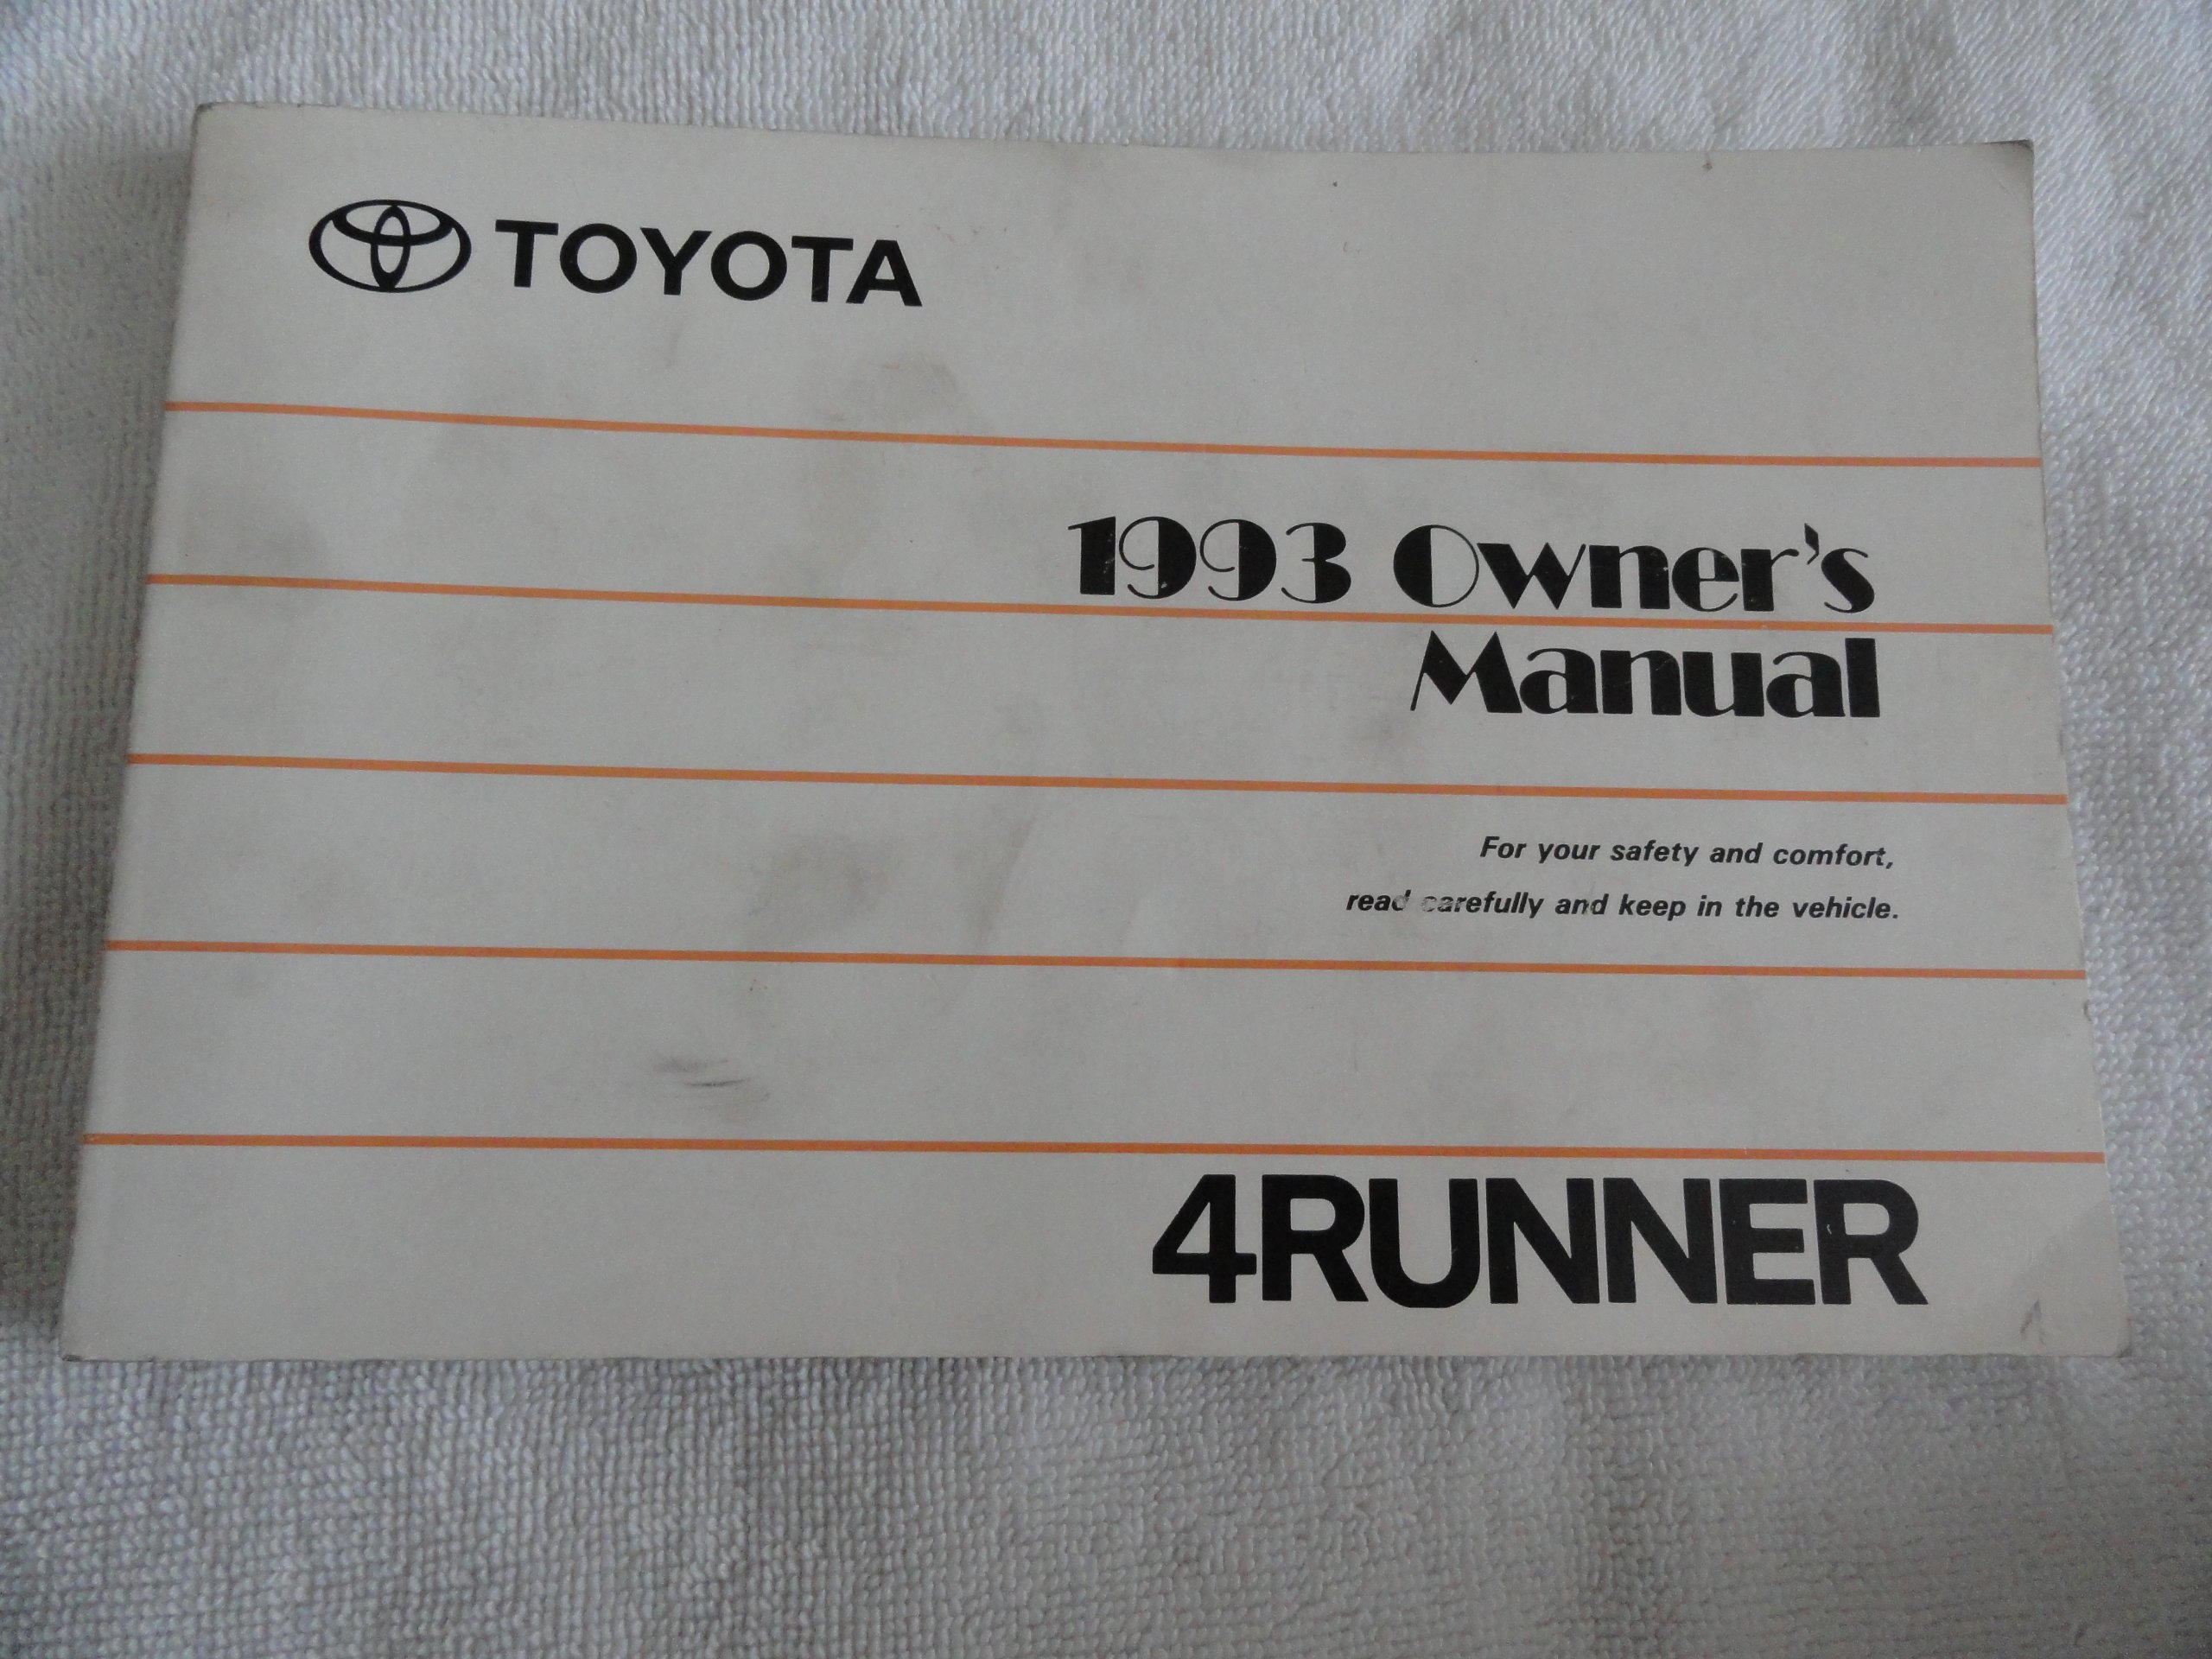 TOYOTA
1993 Owner's
Manual
For your safety and comfort,
read carefully and keep in the vehicle.
4RUNNER